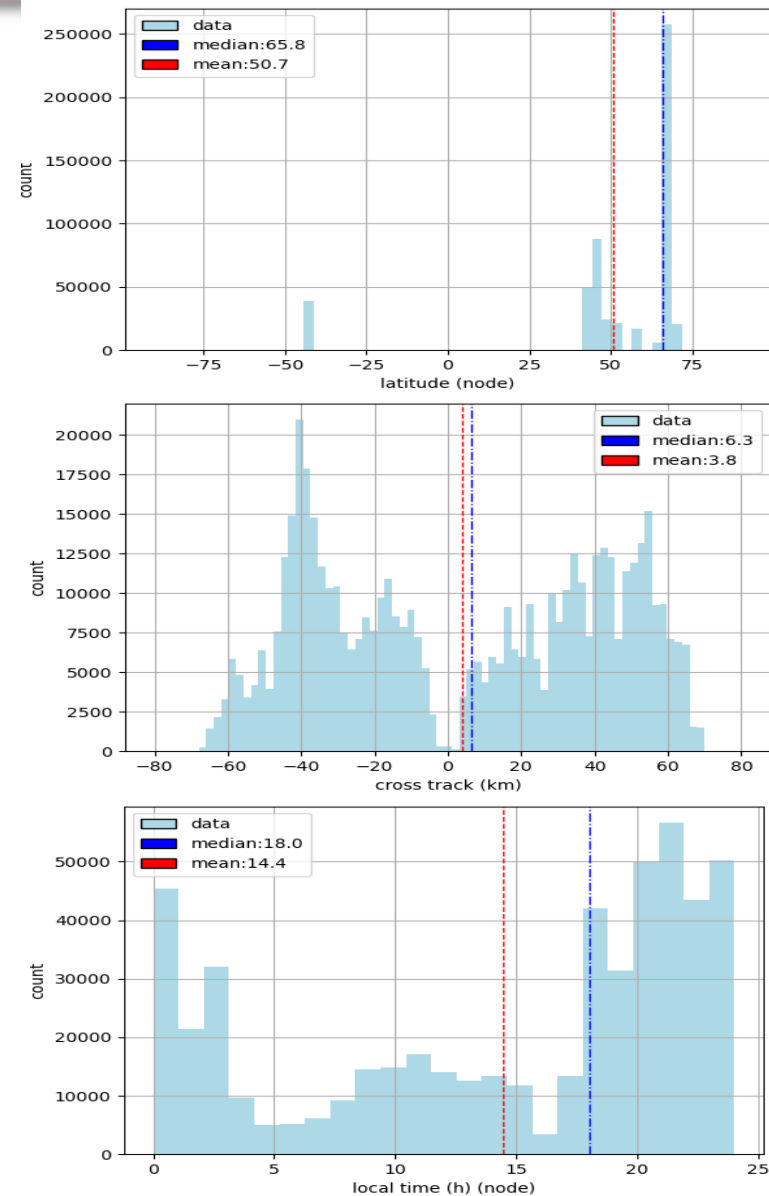 250000
200000
150000
100000
50000
0
count
data
median:65.8
mean:50.7
−75 −50 −25 0 25 50 75
latitude (node)
20000
17500
15000
12500
10000
7500
5000
2500
0
count
data
median:6.3
mean:3.8
−80 −60 −40 −20 0 20 40 60 80
cross track (km)
50000
40000
30000
20000
10000
0
count
data
median:18.0
mean:14.4
0 5 10 15 20 25
local time (h) (node)